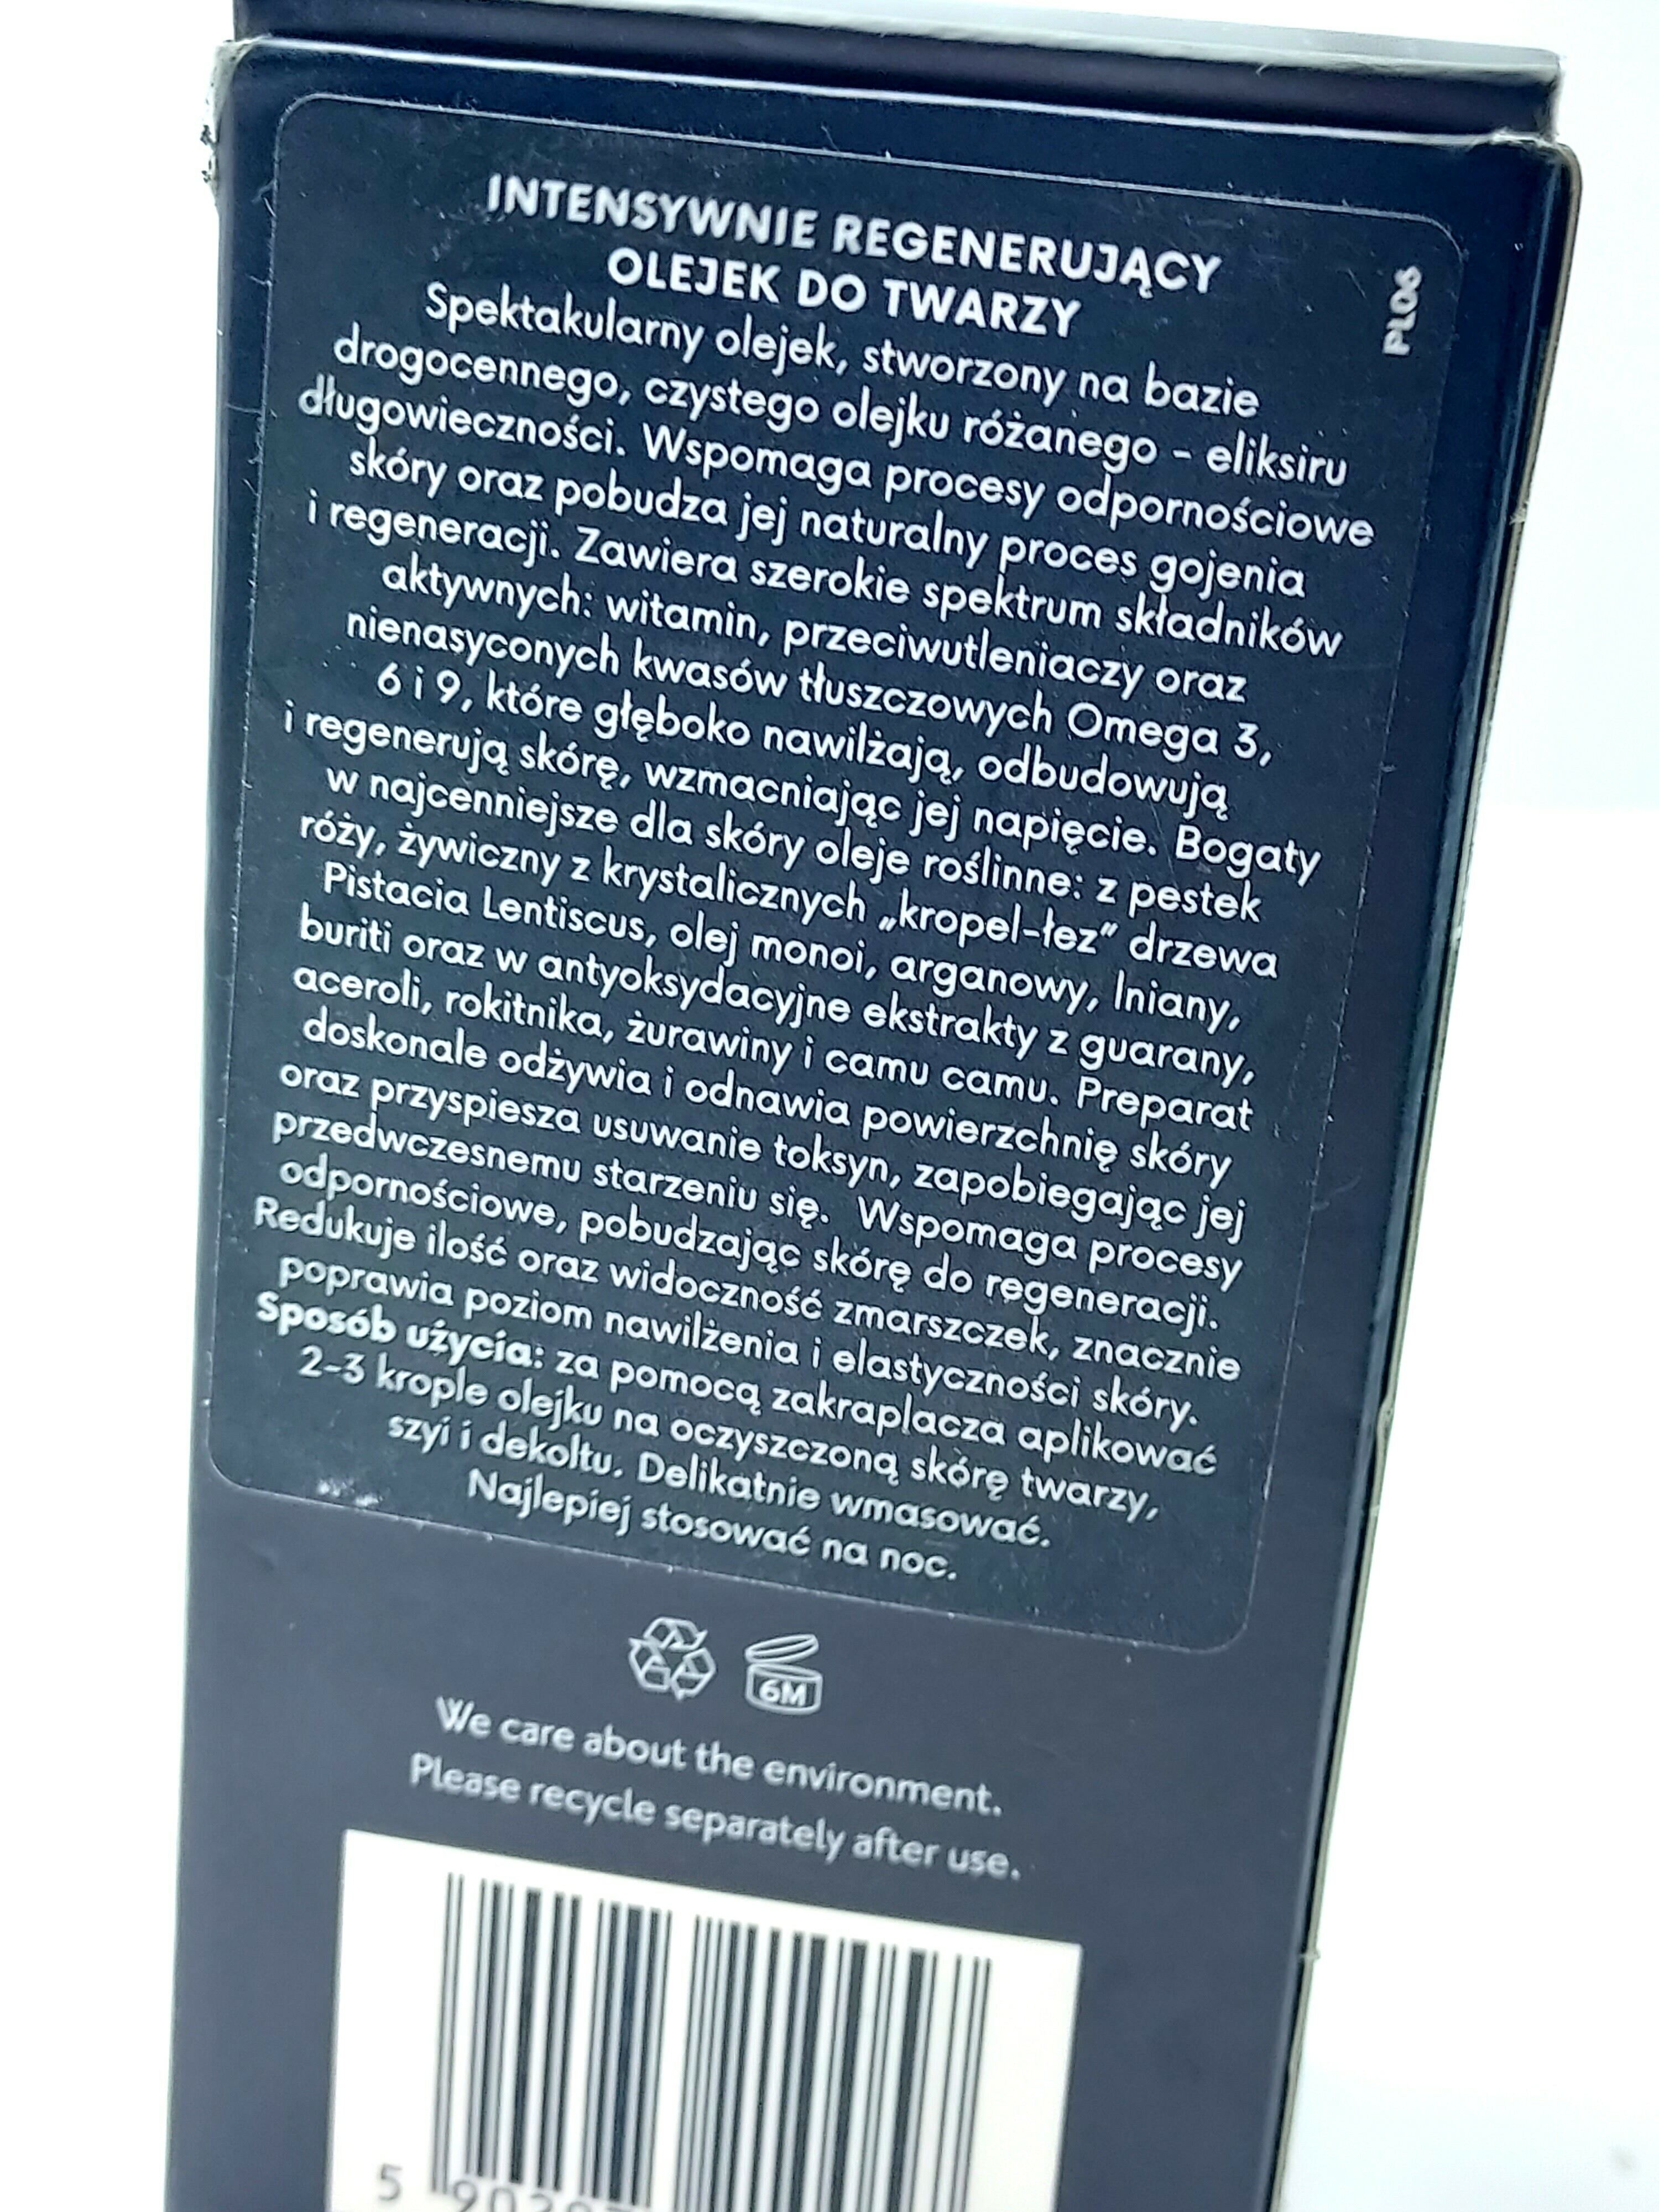 INTENSYWNIE REGENERUJĄCY
OLEJEK DO TWARZY
PL06
Spektakularny olejek, stworzony na bazie
drogocennego, czystego olejku różanego - eliksiru
długowieczności. Wspomaga procesy odpornościowe
skóry oraz pobudza jej naturalny proces gojenia
i regeneracji. Zawiera szerokie spektrum składników
aktywnych: witamin, przeciwutleniaczy oraz
nienasyconych kwasów tłuszczowych Omega 3,
6 i 9, które głęboko nawilżają, odbudowują
i regenerują skórę, wzmacniając jej napięcie. Bogaty
w najcenniejsze dla skóry oleje roślinne: z pestek
róży, żywiczny z krystalicznych „kropel-łez” drzewa
Pistacia Lentiscus, olej monoi, arganowy, lniany,
buriti oraz w antyoksydacyjne ekstrakty z guarany,
aceroli, rokitnika, żurawiny i camu camu. Preparat
doskonale odżywia i odnawia powierzchnię skóry
oraz przyspiesza usuwanie toksyn, zapobiegając jej
przedwczesnemu starzeniu się. Wspomaga procesy
odpornościowe, pobudzając skórę do regeneracji.
Redukuje ilość oraz widoczność zmarszczek, znacznie
poprawia poziom nawilżenia i elastyczności skóry.
Sposób użycia: za pomocą zakraplacza aplikować
2-3 krople olejku na oczyszczoną skórę twarzy,
szyi i dekoltu. Delikatnie wmasować.
Najlepiej stosować na noc.
6M
We care about the environment.
Please recycle separately after use.